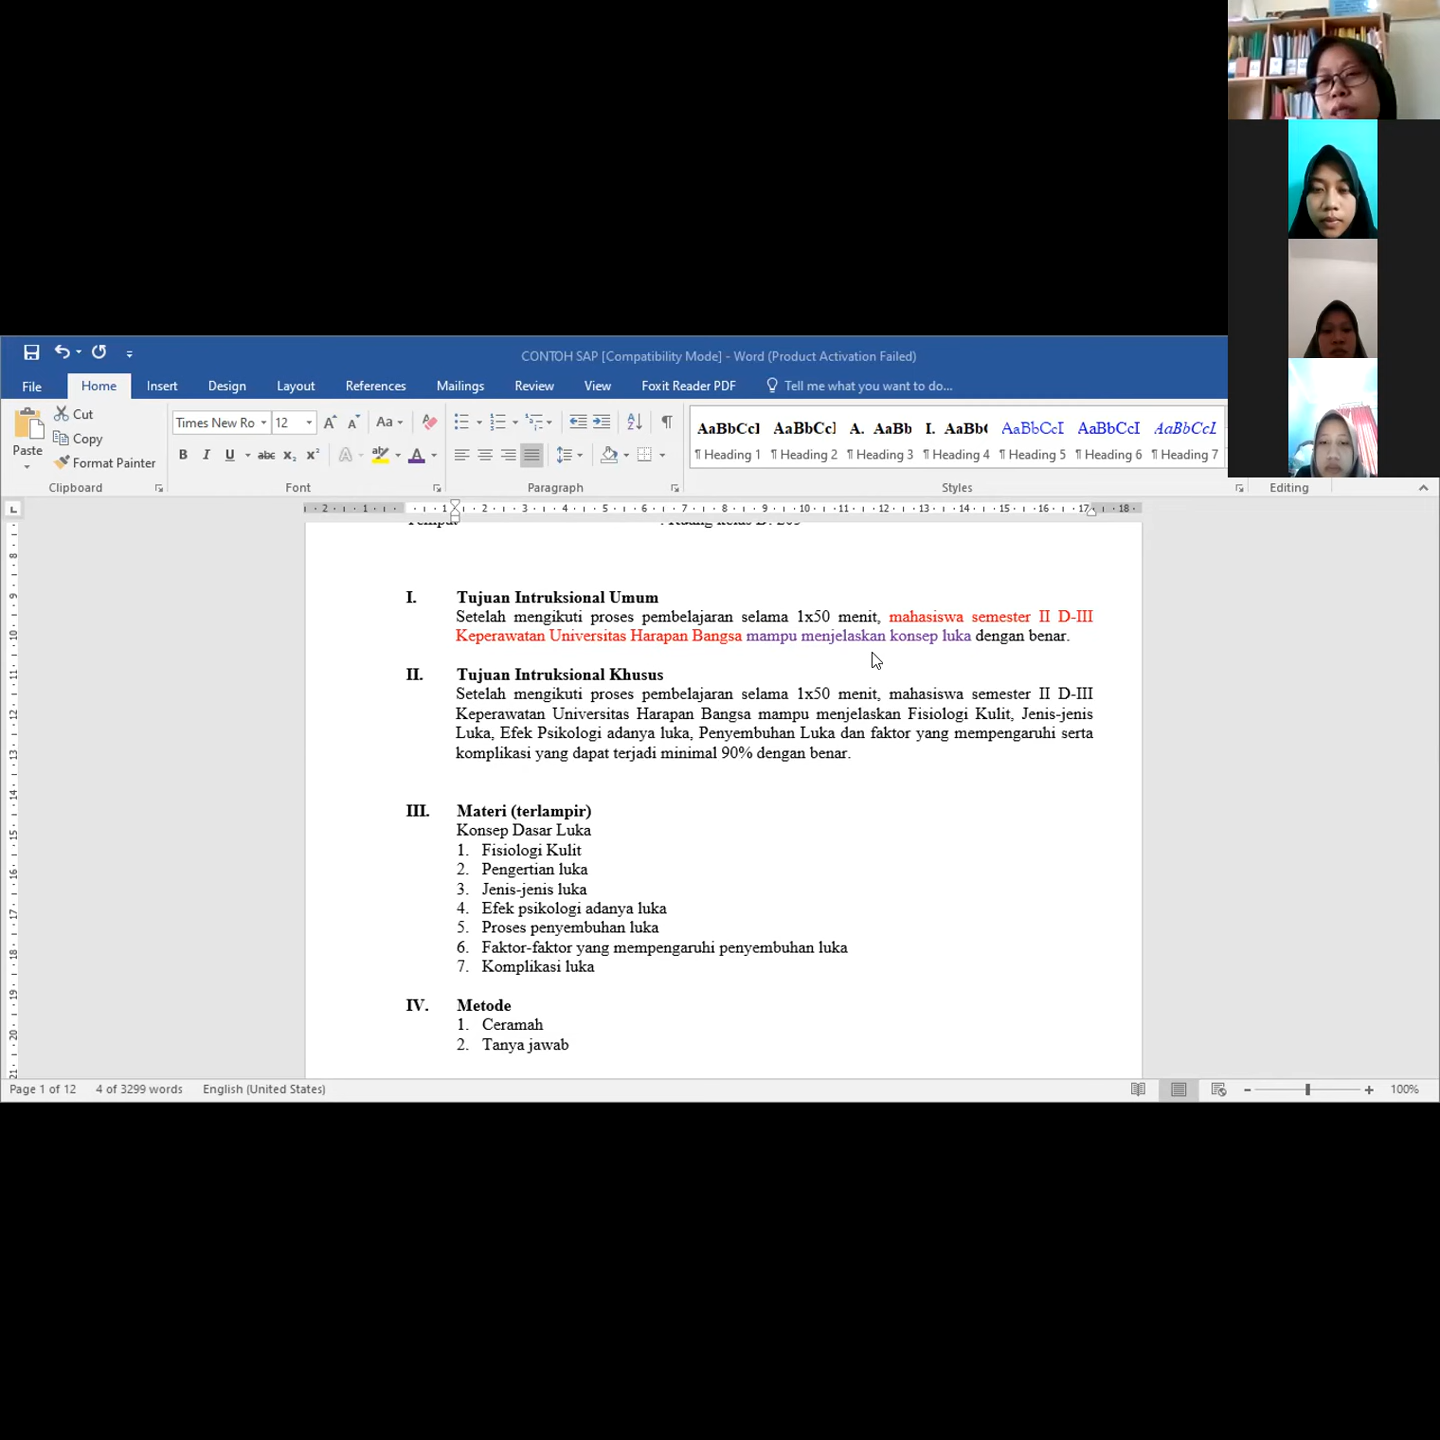 CONTOH SAP [Compatibility Mode] - Word (Product Activation Failed)
File Home Insert Design Layout References Mailings Review View Foxit Reader PDF Tell me what you want to do...
Paste
Cut
Copy
Format Painter
Clipboard
Times New Ro 12
Font
Paragraph
AaBbCcI AaBbCcI A. AaBb I. AaBb AaBbCcI AaBbCcI AaBbCcI
¶ Heading 1 ¶ Heading 2 ¶ Heading 3 ¶ Heading 4 ¶ Heading 5 ¶ Heading 6 ¶ Heading 7
Styles
Editing
I. Tujuan Intruksional Umum
Setelah mengikuti proses pembelajaran selama 1x50 menit, mahasiswa semester II D-III
Keperawatan Universitas Harapan Bangsa mampu menjelaskan konsep luka dengan benar.
II. Tujuan Intruksional Khusus
Setelah mengikuti proses pembelajaran selama 1x50 menit, mahasiswa semester II D-III
Keperawatan Universitas Harapan Bangsa mampu menjelaskan Fisiologi Kulit, Jenis-jenis
Luka, Efek Psikologi adanya luka, Penyembuhan Luka dan faktor yang mempengaruhi serta
komplikasi yang dapat terjadi minimal 90% dengan benar.
III. Materi (terlampir)
Konsep Dasar Luka
1. Fisiologi Kulit
2. Pengertian luka
3. Jenis-jenis luka
4. Efek psikologi adanya luka
5. Proses penyembuhan luka
6. Faktor-faktor yang mempengaruhi penyembuhan luka
7. Komplikasi luka
IV. Metode
1. Ceramah
2. Tanya jawab
Page 1 of 12 4 of 3299 words English (United States) 100%